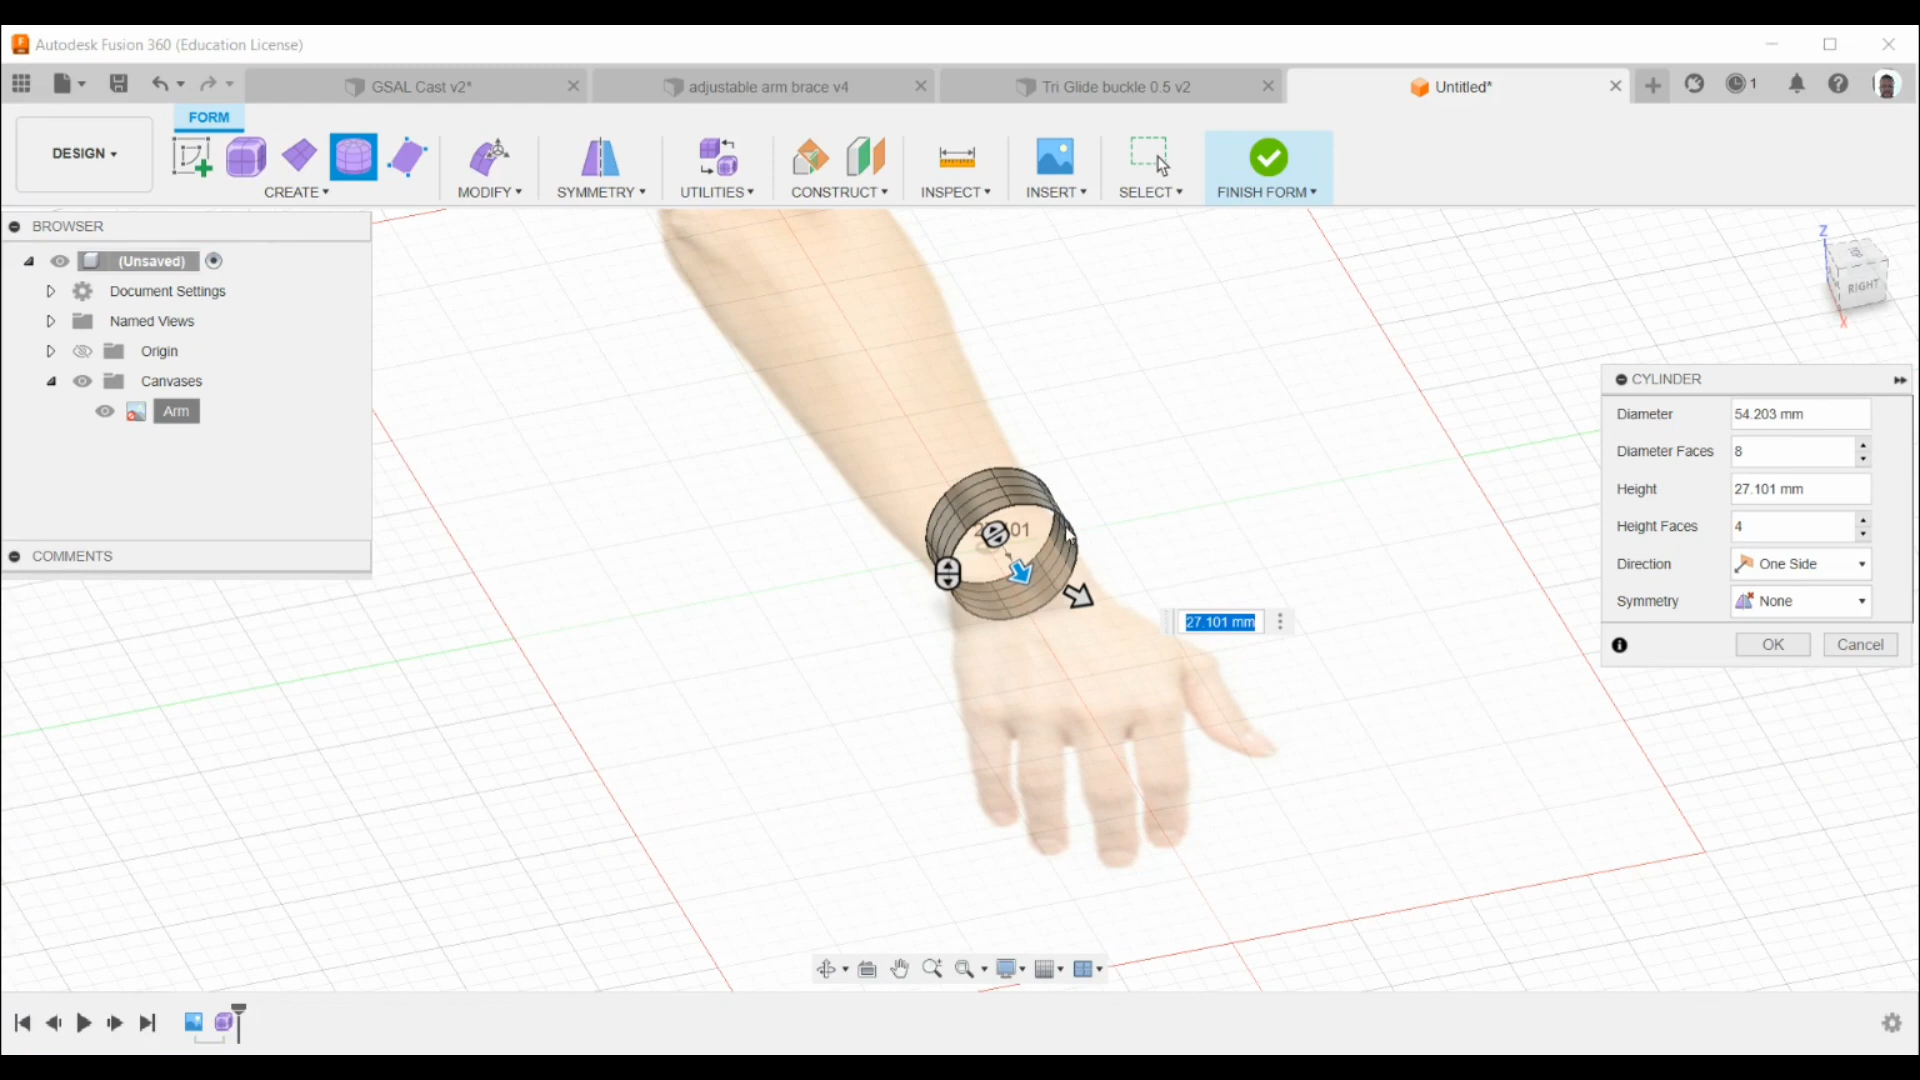 Autodesk Fusion 360 (Education License)
GSAL Cast v2*
adjustable arm brace v4
Tri Glide buckle 0.5 v2
Untitled*
1
FORM
DESIGN
CREATE
MODIFY
SYMMETRY
UTILITIES
CONSTRUCT
INSPECT
INSERT
SELECT
FINISH FORM
BROWSER
(Unsaved)
Document Settings
Named Views
Origin
Canvases
Arm
COMMENTS
Z
RIGHT
X
CYLINDER
Diameter 54.203 mm
Diameter Faces 8
Height 27.101 mm
Height Faces 4
Direction One Side
Symmetry None
OK Cancel
27.101 mm